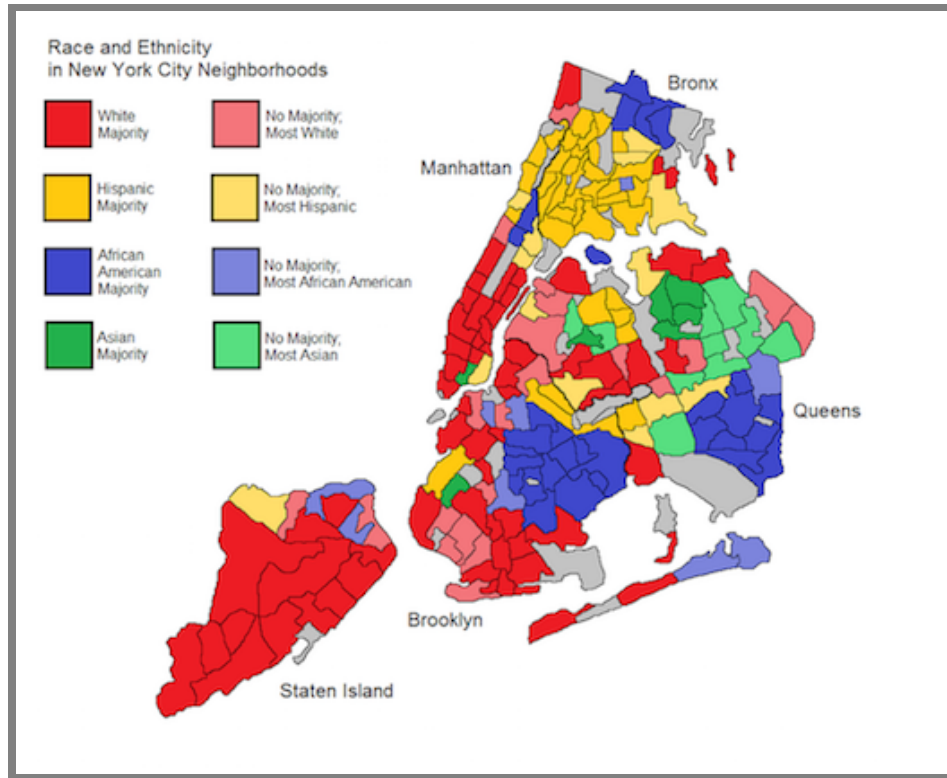 Race and Ethnicity
in New York City Neighborhoods
White
Majority
No Majority;
Most White
Hispanic
Majority
No Majority;
Most Hispanic
African
American
Majority
No Majority;
Most African American
Asian
Majority
No Majority;
Most Asian
Bronx
Manhattan
Queens
Brooklyn
Staten Island